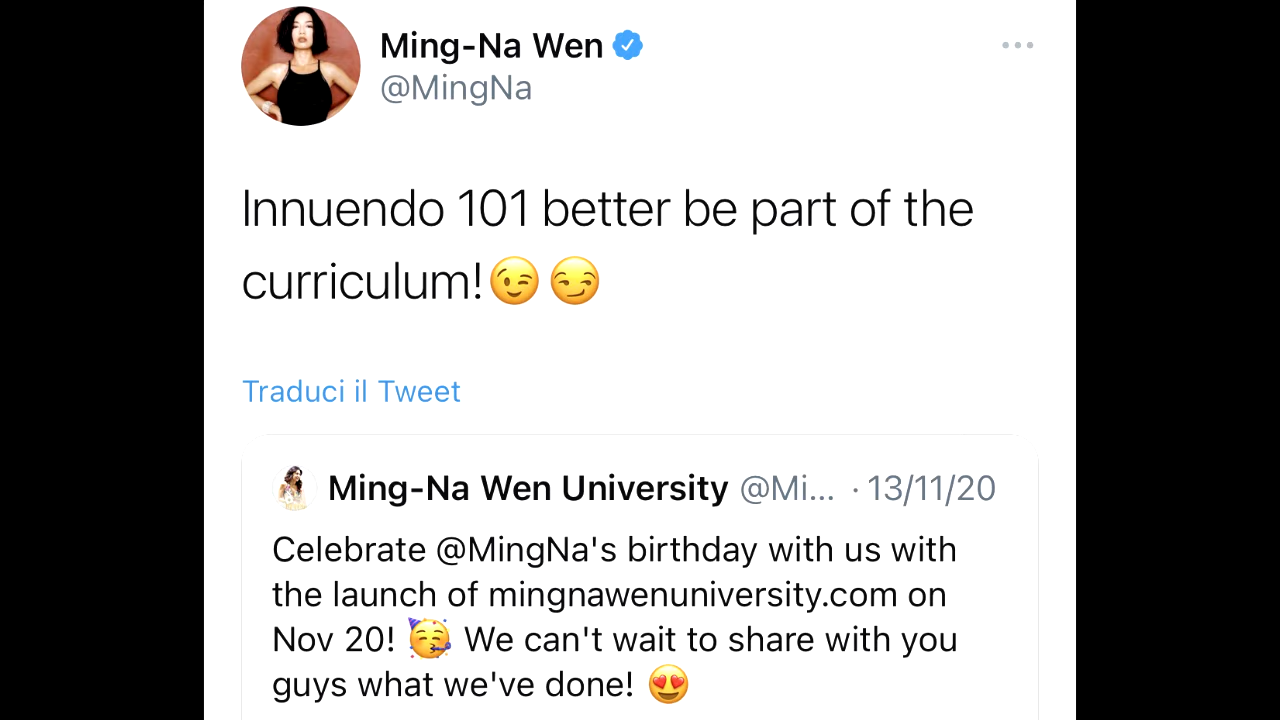 Ming-Na Wen
@MingNa
Innuendo 101 better be part of the
curriculum!😉😏
Traduci il Tweet
Ming-Na Wen University @Mi... · 13/11/20
Celebrate @MingNa's birthday with us with
the launch of mingnawenuniversity.com on
Nov 20! 🥳 We can't wait to share with you
guys what we've done! 😍